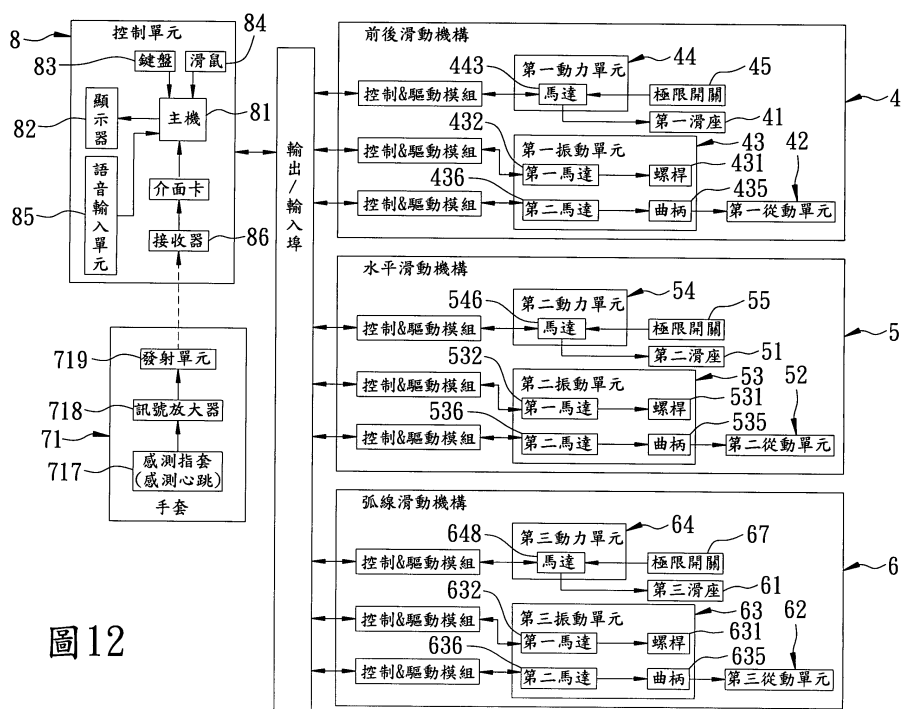 8
控制單元
84
83
鍵盤
滑鼠
顯示器
82
主機
81
語音輸入單元
85
介面卡
接收器
86
719
發射單元
718
訊號放大器
71
717
感測指套
(感測心跳)
手套
圖12
輸出/輸入埠
前後滑動機構
4
443
第一動力單元
44
45
控制&驅動模組
馬達
極限開關
第一滑座
41
432
第一振動單元
43
42
控制&驅動模組
第一馬達
螺桿
431
436
435
控制&驅動模組
第二馬達
曲柄
第一從動單元
水平滑動機構
5
546
第二動力單元
54
55
控制&驅動模組
馬達
極限開關
第二滑座
51
532
第二振動單元
53
52
控制&驅動模組
第一馬達
螺桿
531
536
535
控制&驅動模組
第二馬達
曲柄
第二從動單元
弧線滑動機構
6
648
第三動力單元
64
67
控制&驅動模組
馬達
極限開關
第三滑座
61
632
第三振動單元
63
62
控制&驅動模組
第一馬達
螺桿
631
636
635
控制&驅動模組
第二馬達
曲柄
第三從動單元